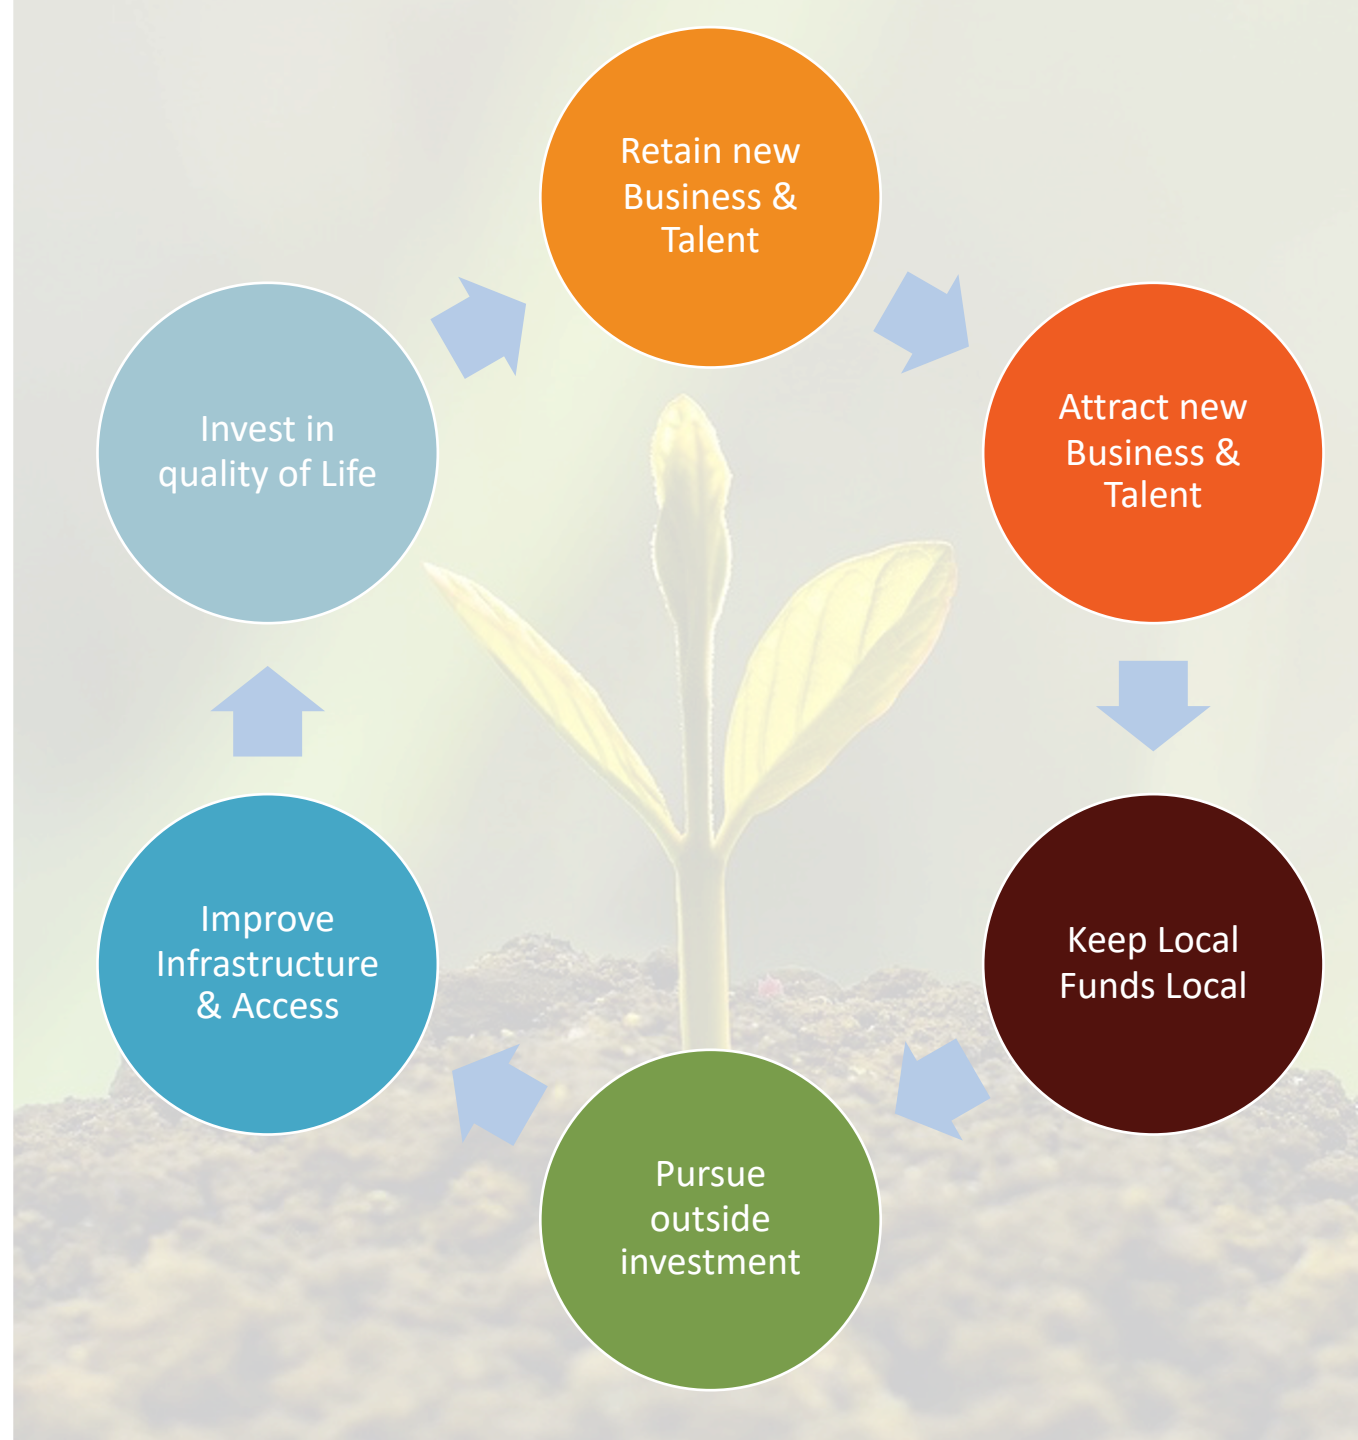 Retain new
Business &
Talent
Attract new
Business &
Talent
Keep Local
Funds Local
Pursue
outside
investment
Improve
Infrastructure
& Access
Invest in
quality of Life